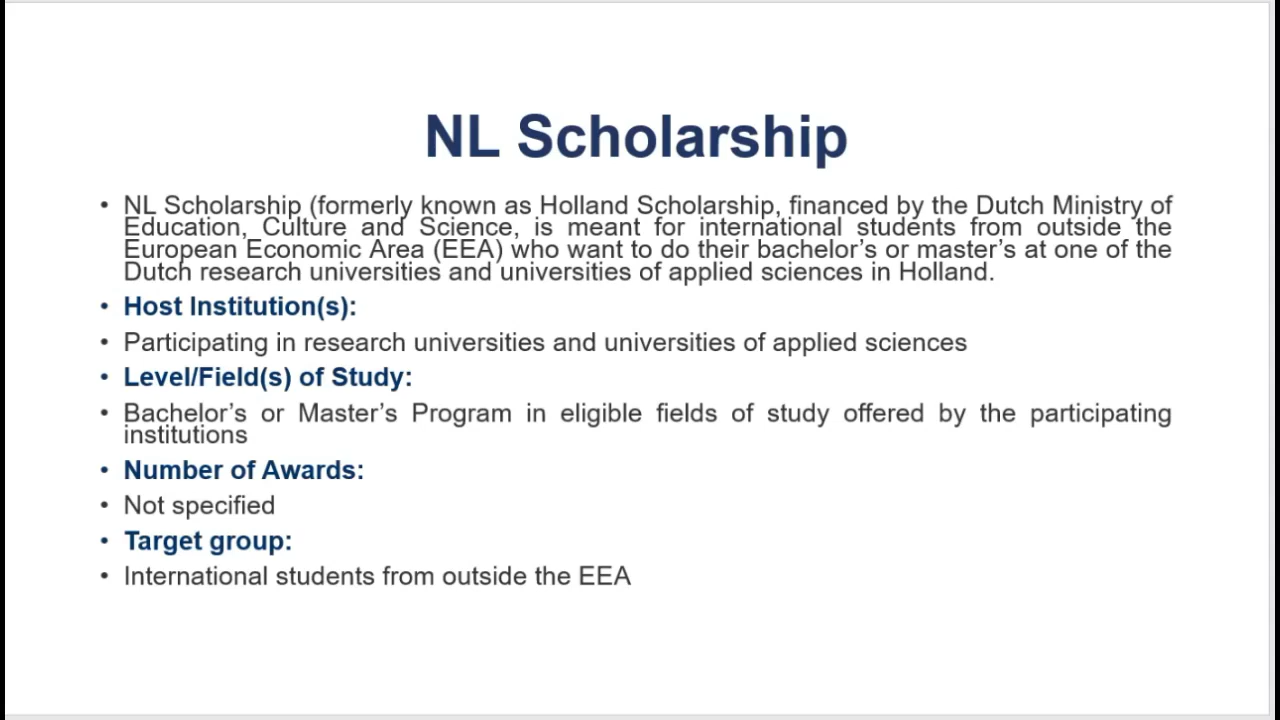 NL Scholarship
• NL Scholarship (formerly known as Holland Scholarship, financed by the Dutch Ministry of
Education, Culture and Science, is meant for international students from outside the
European Economic Area (EEA) who want to do their bachelor's or master's at one of the
Dutch research universities and universities of applied sciences in Holland.
• Host Institution(s):
• Participating in research universities and universities of applied sciences
• Level/Field(s) of Study:
• Bachelor's or Master's Program in eligible fields of study offered by the participating
institutions
• Number of Awards:
• Not specified
• Target group:
• International students from outside the EEA